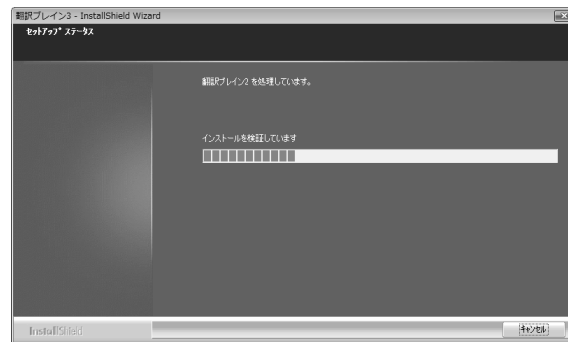 翻訳ブレイン3 - InstallShield Wizard
セットアップ ステータス
翻訳ブレイン2 を処理しています。
インストールを検証しています
InstallShield
キャンセル